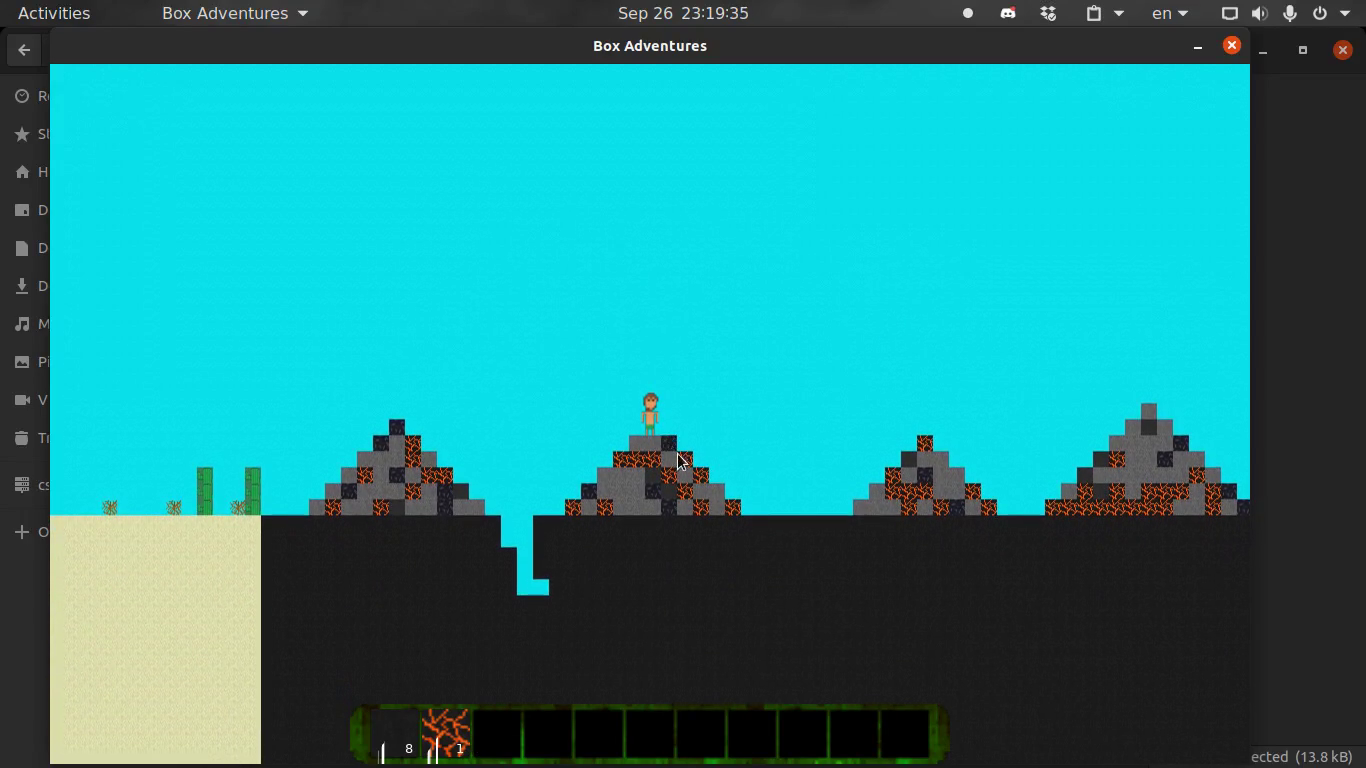 Activities
Box Adventures
Sep 26 23:19:35
en
Box Adventures
8
1
ected (13.8 kB)